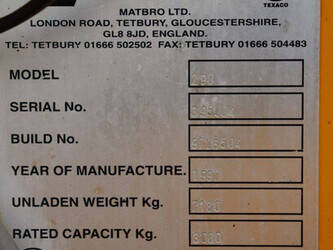 TEXACO
MATBRO LTD.
LONDON ROAD, TETBURY, GLOUCESTERSHIRE,
GL8 8JD, ENGLAND.
TEL: TETBURY 01666 502502 FAX: TETBURY 01666 504483
MODEL
SERIAL No.
BUILD No.
YEAR OF MANUFACTURE.
UNLADEN WEIGHT Kg.
RATED CAPACITY Kg.